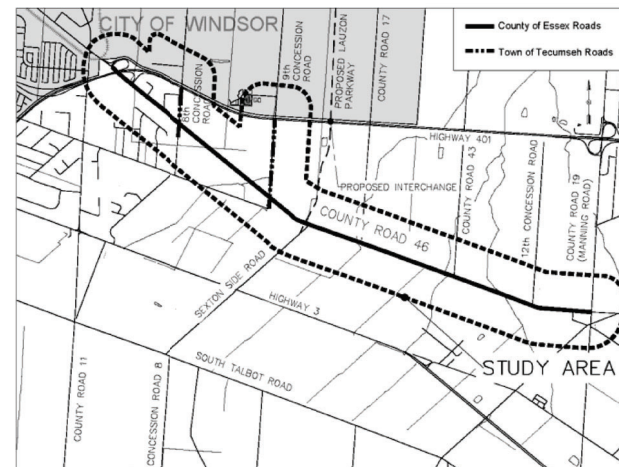 CITY OF WINDSOR
County of Essex Roads
Town of Tecumseh Roads
8th
CONCESSION
ROAD
9th
CONCESSION
ROAD
PROPOSED LAUZON
PARKWAY
COUNTY ROAD 17
HIGHWAY 401
PROPOSED INTERCHANGE
COUNTY ROAD 43
12th CONCESSION ROAD
COUNTY ROAD 19
(MANNING ROAD)
COUNTY ROAD 46
SEXTON SIDE ROAD
HIGHWAY 3
SOUTH TALBOT ROAD
STUDY AREA
COUNTY ROAD 11
CONCESSION ROAD 8